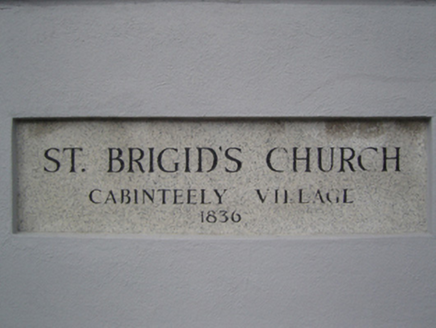 ST. BRIGID'S CHURCH
CABINTEELY VILLAGE
1836